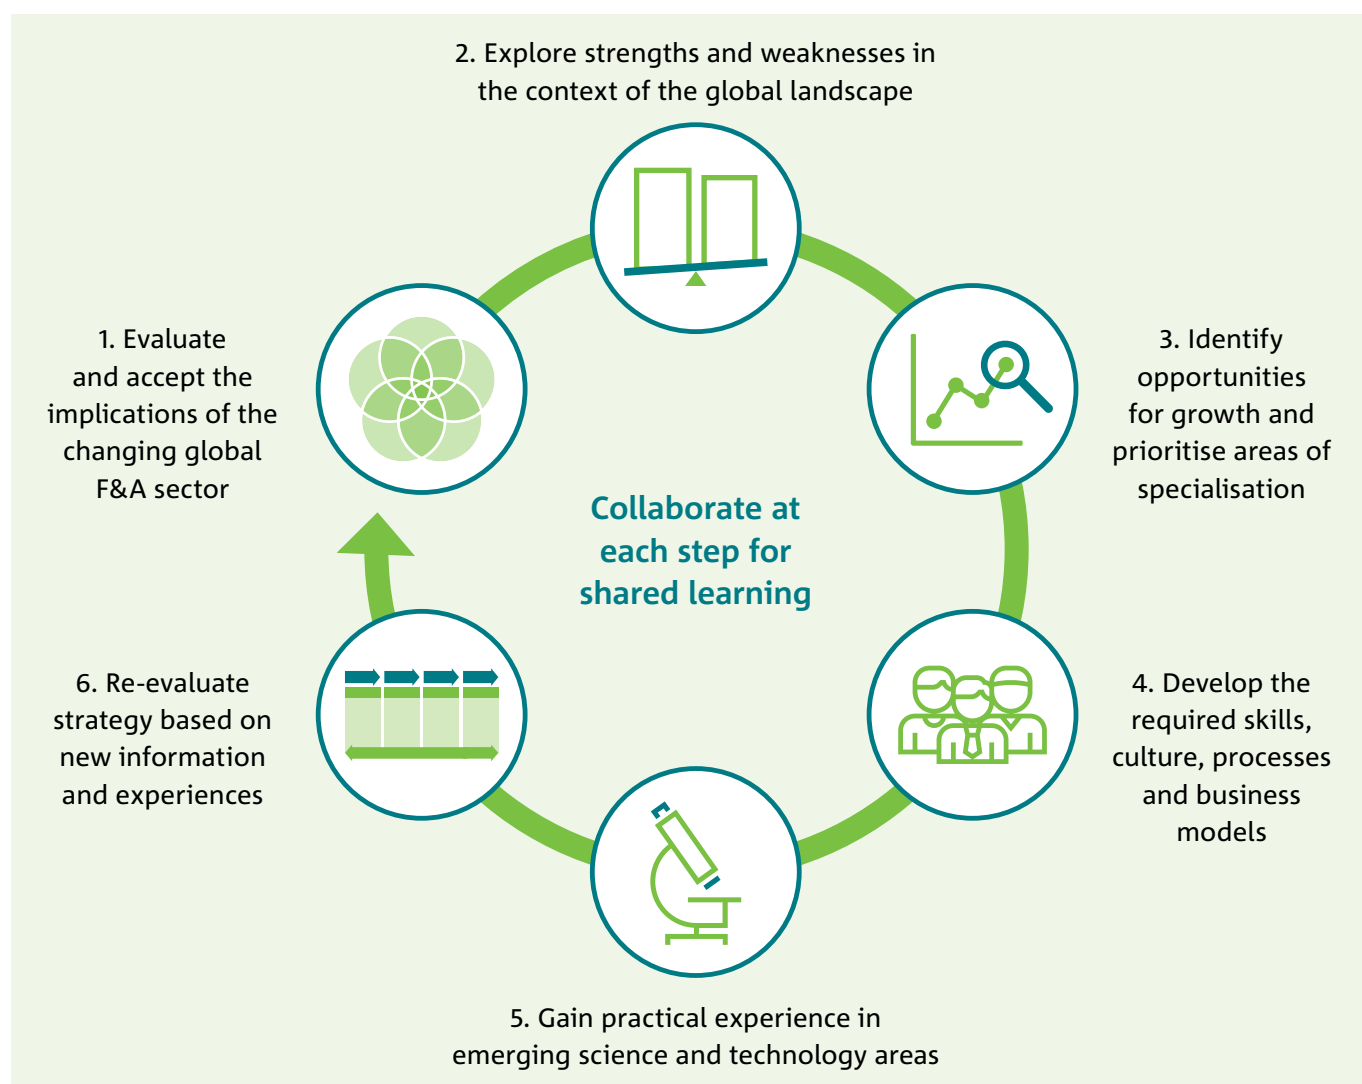 2. Explore strengths and weaknesses in
the context of the global landscape
1. Evaluate
and accept the
implications of the
changing global
F&A sector
3. Identify
opportunities
for growth and
prioritise areas of
specialisation
Collaborate at
each step for
shared learning
6. Re-evaluate
strategy based on
new information
and experiences
4. Develop the
required skills,
culture, processes
and business
models
5. Gain practical experience in
emerging science and technology areas